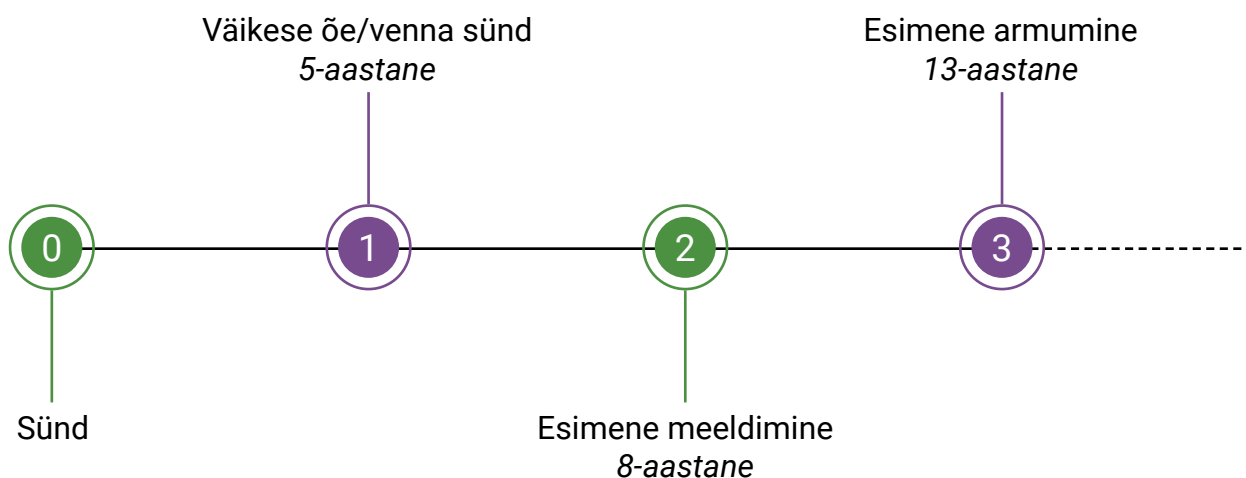 Väikese õe/venna sünd
5-aastane
Esimene armumine
13-aastane
0
1
2
3
Sünd
Esimene meeldimine
8-aastane